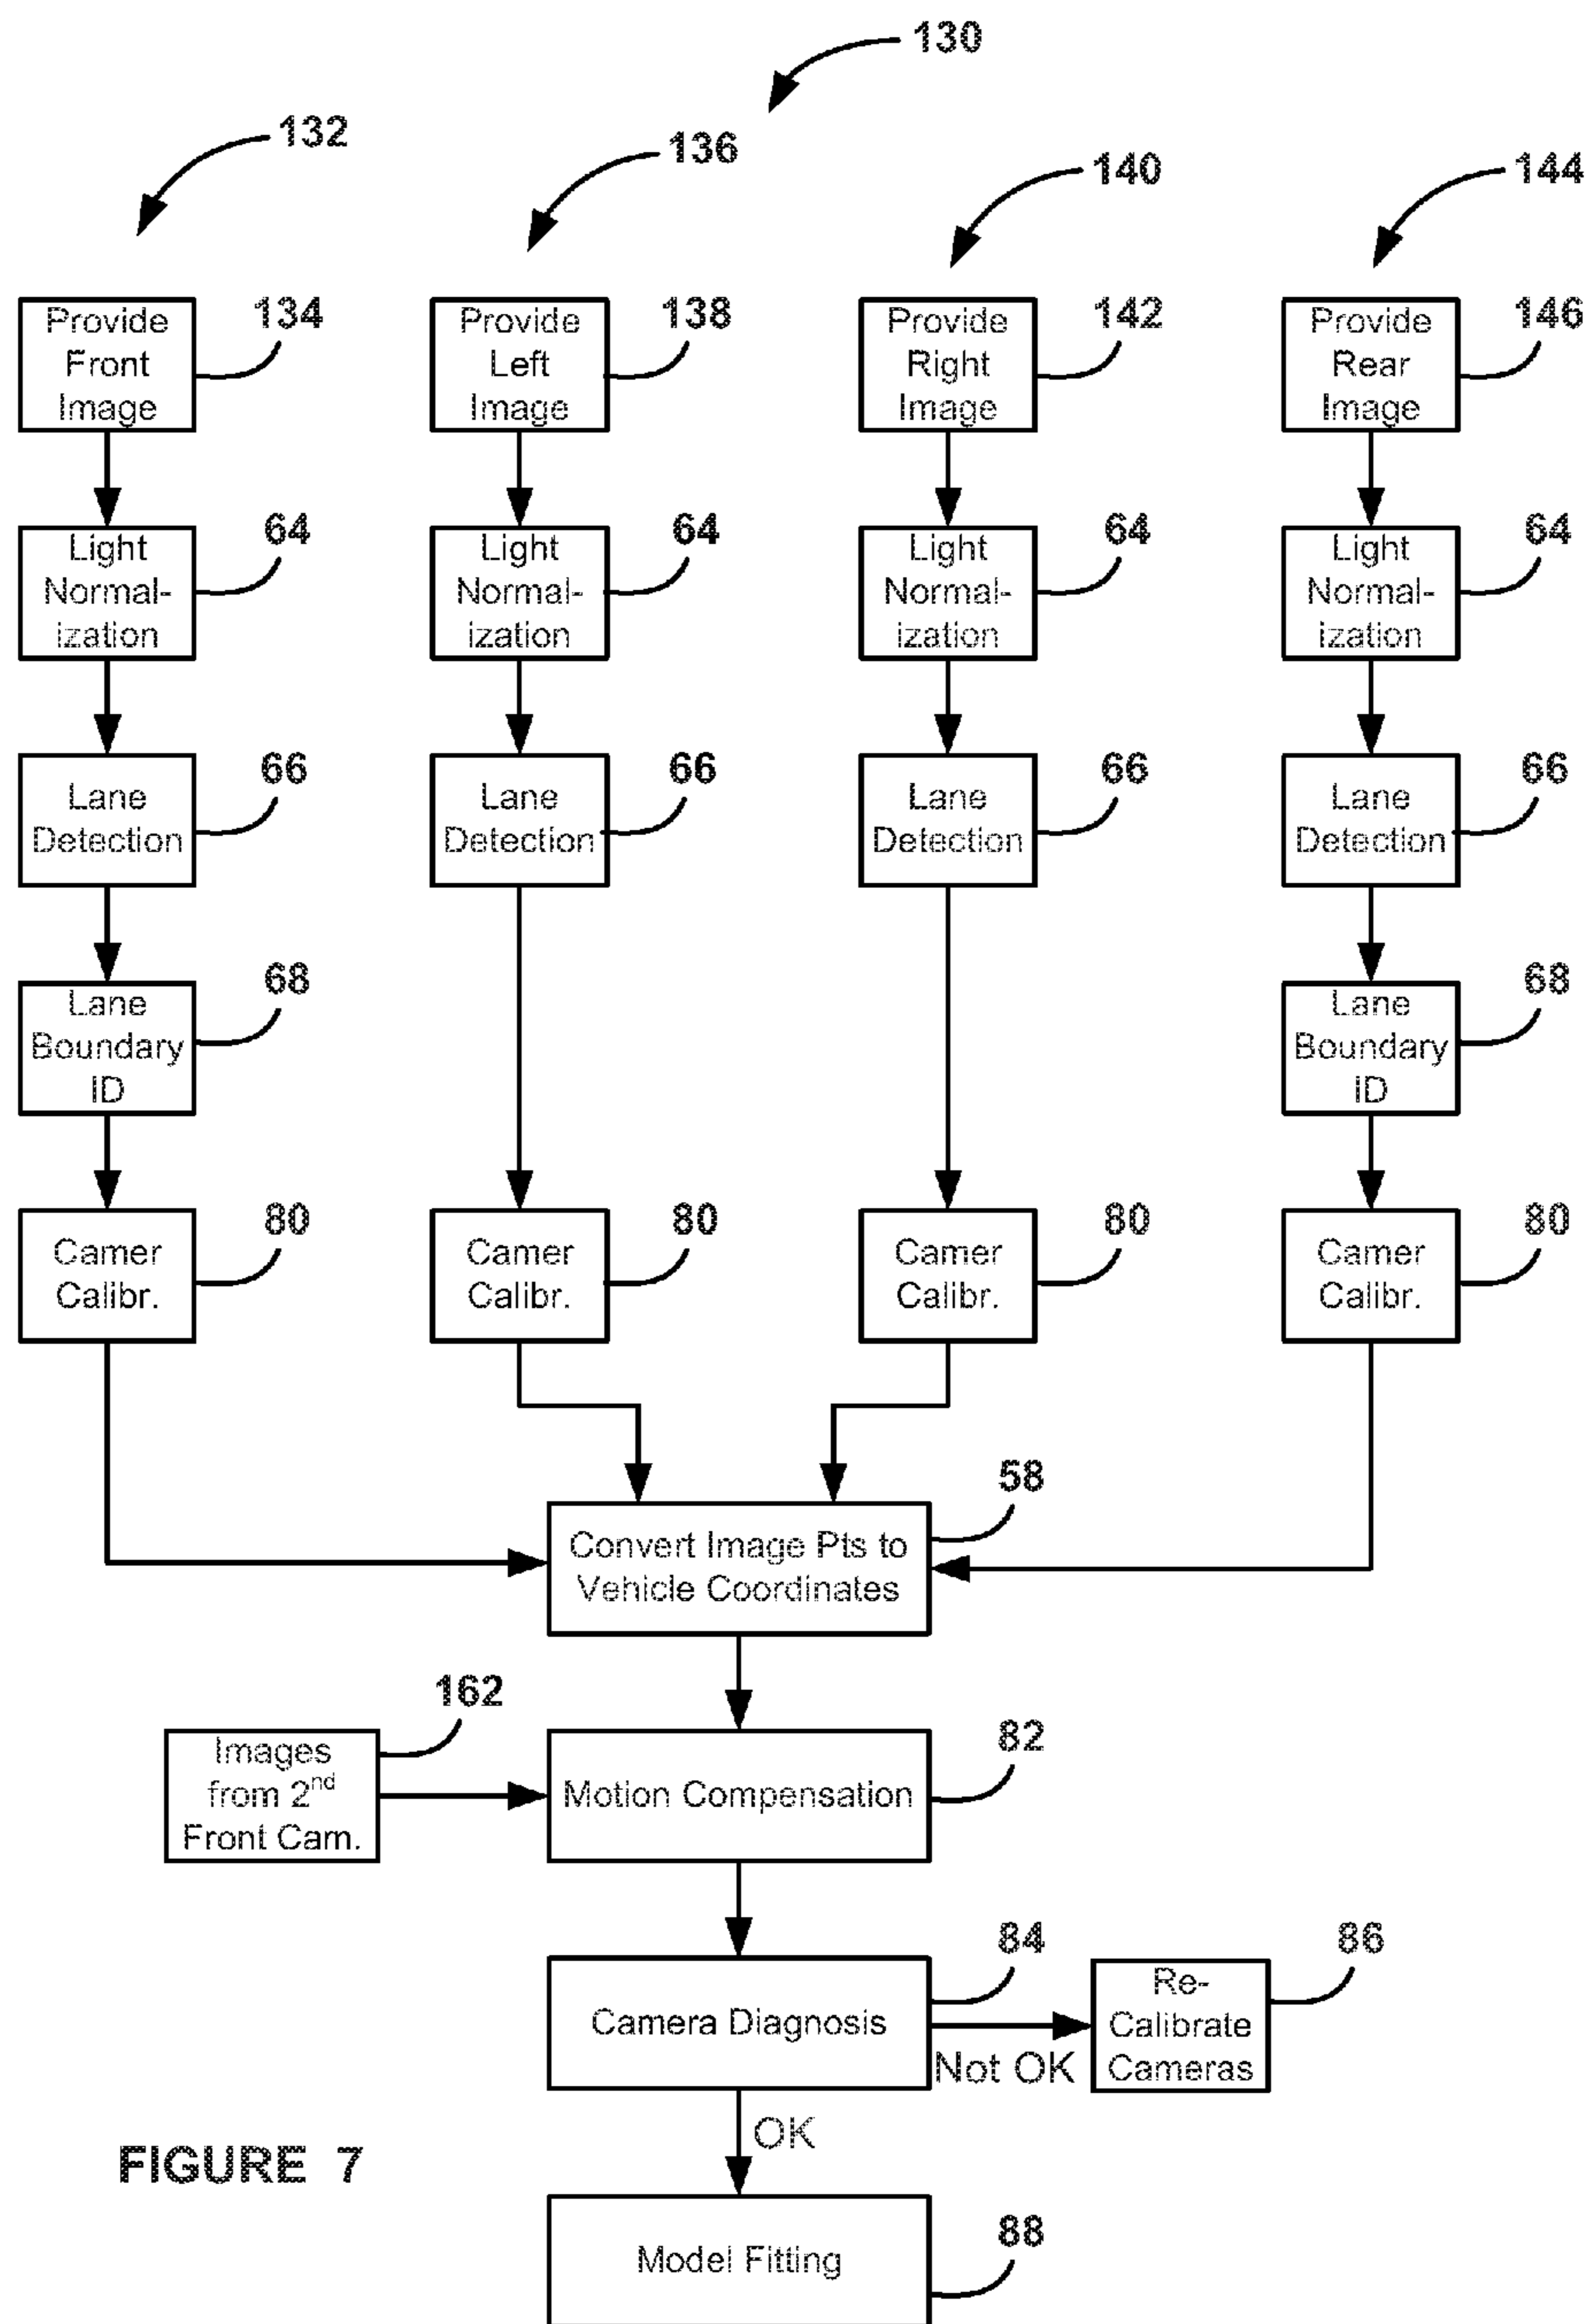 130
132
136
140
144
Provide
Front
Image
134
Provide
Left
Image
138
Provide
Right
Image
142
Provide
Rear
Image
146
Light
Normal-
ization
64
Light
Normal-
ization
64
Light
Normal-
ization
64
Light
Normal-
ization
64
Lane
Detection
66
Lane
Detection
66
Lane
Detection
66
Lane
Detection
66
Lane
Boundary
ID
68
Lane
Boundary
ID
68
Camer
Calibr.
80
Camer
Calibr.
80
Camer
Calibr.
80
Camer
Calibr.
80
Convert Image Pts to
Vehicle Coordinates
58
Images
from 2nd
Front Cam.
162
Motion Compensation
82
Camera Diagnosis
84
Not OK
Re-
Calibrate
Cameras
86
OK
Model Fitting
88
FIGURE 7